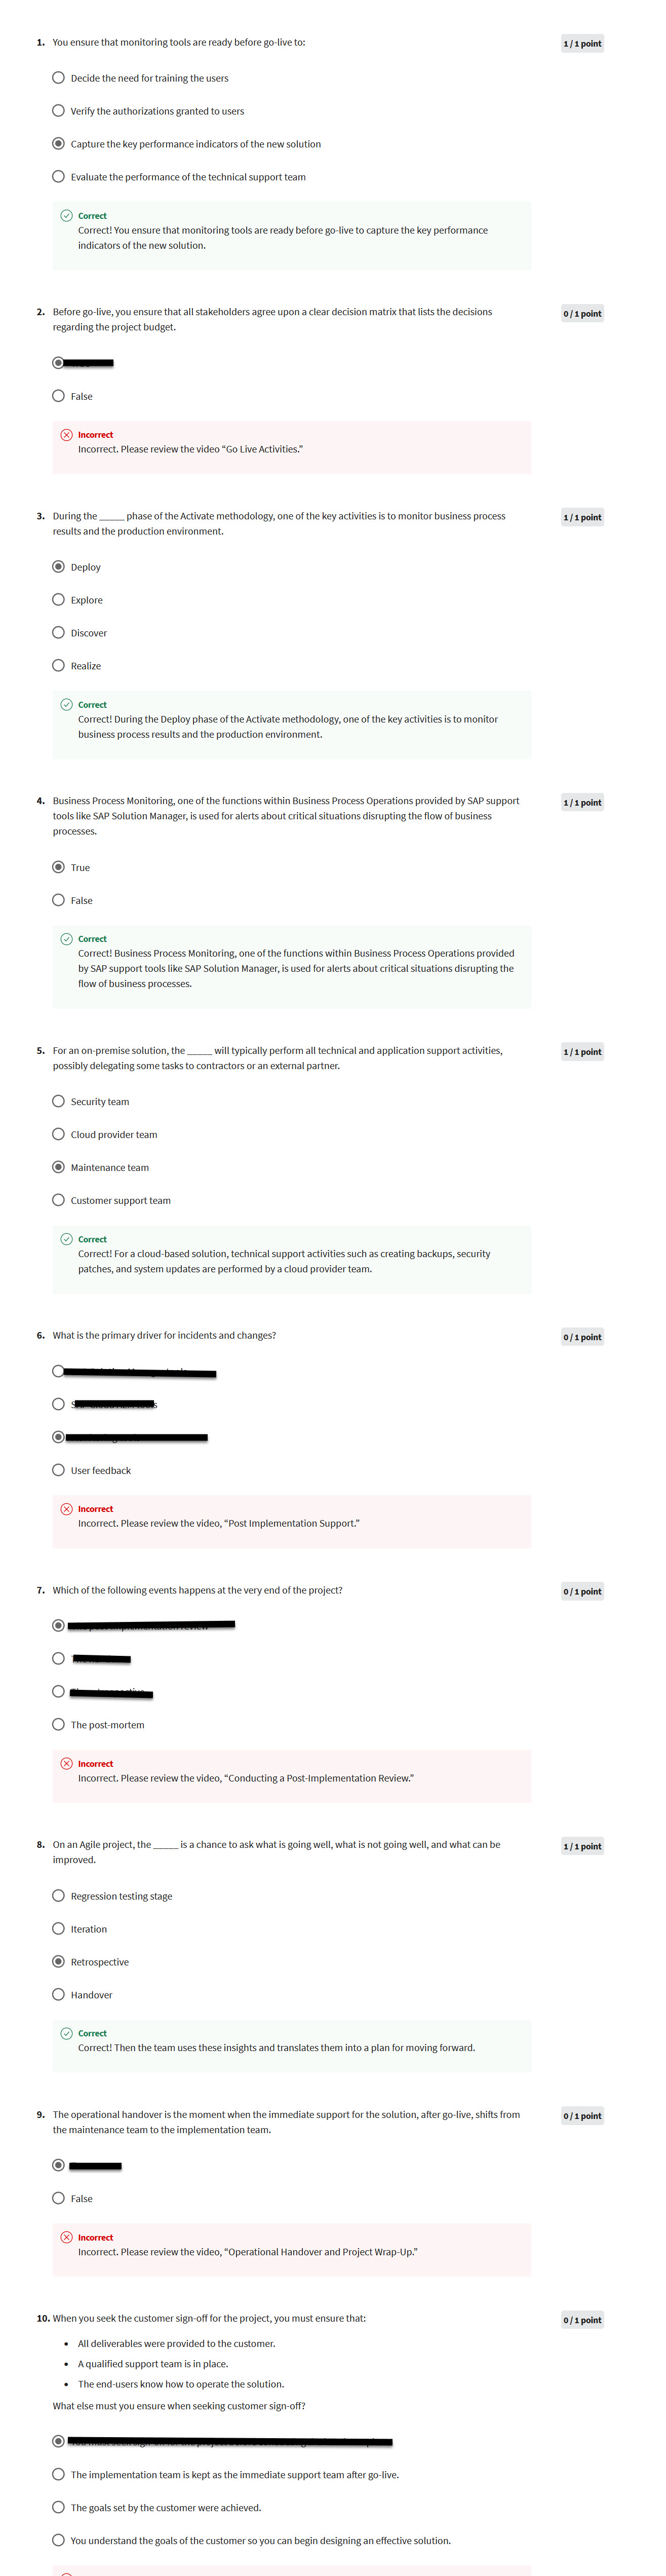 1. You ensure that monitoring tools are ready before go-live to:
1 / 1 point
Decide the need for training the users
Verify the authorizations granted to users
Capture the key performance indicators of the new solution
Evaluate the performance of the technical support team
Correct
Correct! You ensure that monitoring tools are ready before go-live to capture the key performance
indicators of the new solution.
2. Before go-live, you ensure that all stakeholders agree upon a clear decision matrix that lists the decisions
regarding the project budget.
0 / 1 point
False
Incorrect
Incorrect. Please review the video “Go Live Activities.”
3. During the _____ phase of the Activate methodology, one of the key activities is to monitor business process
results and the production environment.
1 / 1 point
Deploy
Explore
Discover
Realize
Correct
Correct! During the Deploy phase of the Activate methodology, one of the key activities is to monitor
business process results and the production environment.
4. Business Process Monitoring, one of the functions within Business Process Operations provided by SAP support
tools like SAP Solution Manager, is used for alerts about critical situations disrupting the flow of business
processes.
1 / 1 point
True
False
Correct
Correct! Business Process Monitoring, one of the functions within Business Process Operations provided
by SAP support tools like SAP Solution Manager, is used for alerts about critical situations disrupting the
flow of business processes.
5. For an on-premise solution, the _____ will typically perform all technical and application support activities,
possibly delegating some tasks to contractors or an external partner.
1 / 1 point
Security team
Cloud provider team
Maintenance team
Customer support team
Correct
Correct! For a cloud-based solution, technical support activities such as creating backups, security
patches, and system updates are performed by a cloud provider team.
6. What is the primary driver for incidents and changes?
0 / 1 point
User feedback
Incorrect
Incorrect. Please review the video, “Post Implementation Support.”
7. Which of the following events happens at the very end of the project?
0 / 1 point
The post-mortem
Incorrect
Incorrect. Please review the video, “Conducting a Post-Implementation Review.”
8. On an Agile project, the _____ is a chance to ask what is going well, what is not going well, and what can be
improved.
1 / 1 point
Regression testing stage
Iteration
Retrospective
Handover
Correct
Correct! Then the team uses these insights and translates them into a plan for moving forward.
9. The operational handover is the moment when the immediate support for the solution, after go-live, shifts from
the maintenance team to the implementation team.
0 / 1 point
False
Incorrect
Incorrect. Please review the video, “Operational Handover and Project Wrap-Up.”
10. When you seek the customer sign-off for the project, you must ensure that:
0 / 1 point
• All deliverables were provided to the customer.
• A qualified support team is in place.
• The end-users know how to operate the solution.
What else must you ensure when seeking customer sign-off?
The implementation team is kept as the immediate support team after go-live.
The goals set by the customer were achieved.
You understand the goals of the customer so you can begin designing an effective solution.